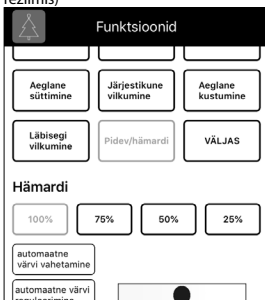 režiimis)
Funktsioonid
Aeglane süttimine
Järjestikune vilkumine
Aeglane kustumine
Läbisegi vilkumine
Pidev/hämardi
VÄLJAS
Hämardi
100% 75% 50% 25%
automaatne
värvi vahetamine
automaatne värvi